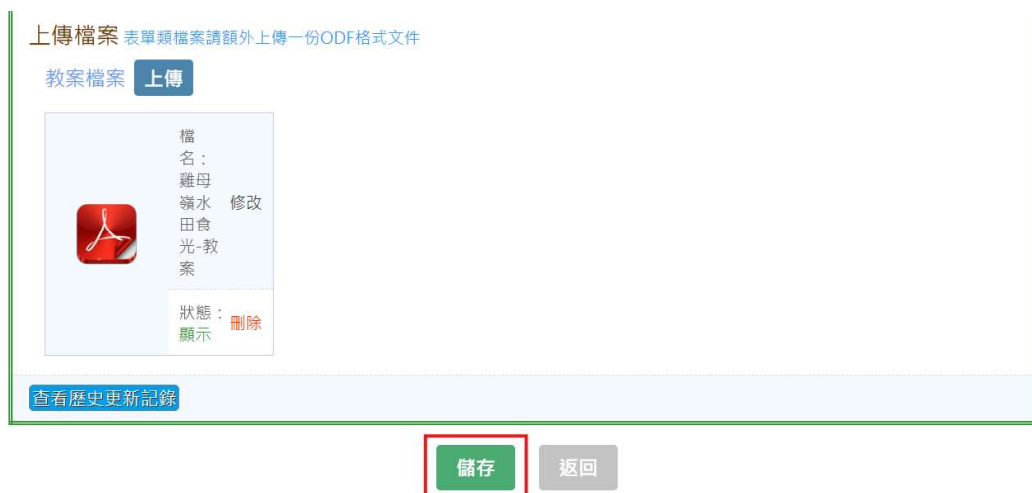 上傳檔案 表單類檔案請額外上傳一份ODF格式文件
教案檔案 上傳
檔
名：
雞母
嶺水 修改
田食
光-教
案
狀態：
顯示 刪除
查看歷史更新記錄
儲存 返回